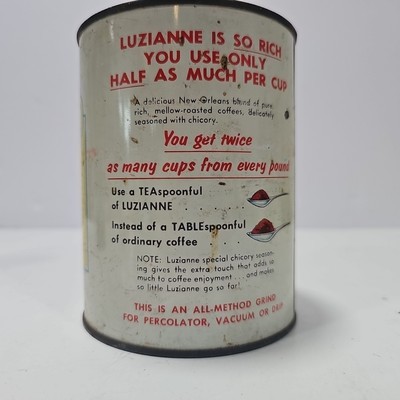 LUZIANNE IS SO RICH
YOU USE ONLY
HALF AS MUCH PER CUP
A delicious New Orleans blend of pure,
rich, mellow-roasted coffees, delicately
seasoned with chicory.
You get twice
as many cups from every pound
Use a TEAspoonful
of LUZIANNE . . .
Instead of a TABLEspoonful
of ordinary coffee . . .
NOTE: Luzianne special chicory season-
ing gives the extra touch that adds so
much to coffee enjoyment . . . and makes
so little Luzianne go so far!
THIS IS AN ALL-METHOD GRIND
FOR PERCOLATOR, VACUUM OR DRIP